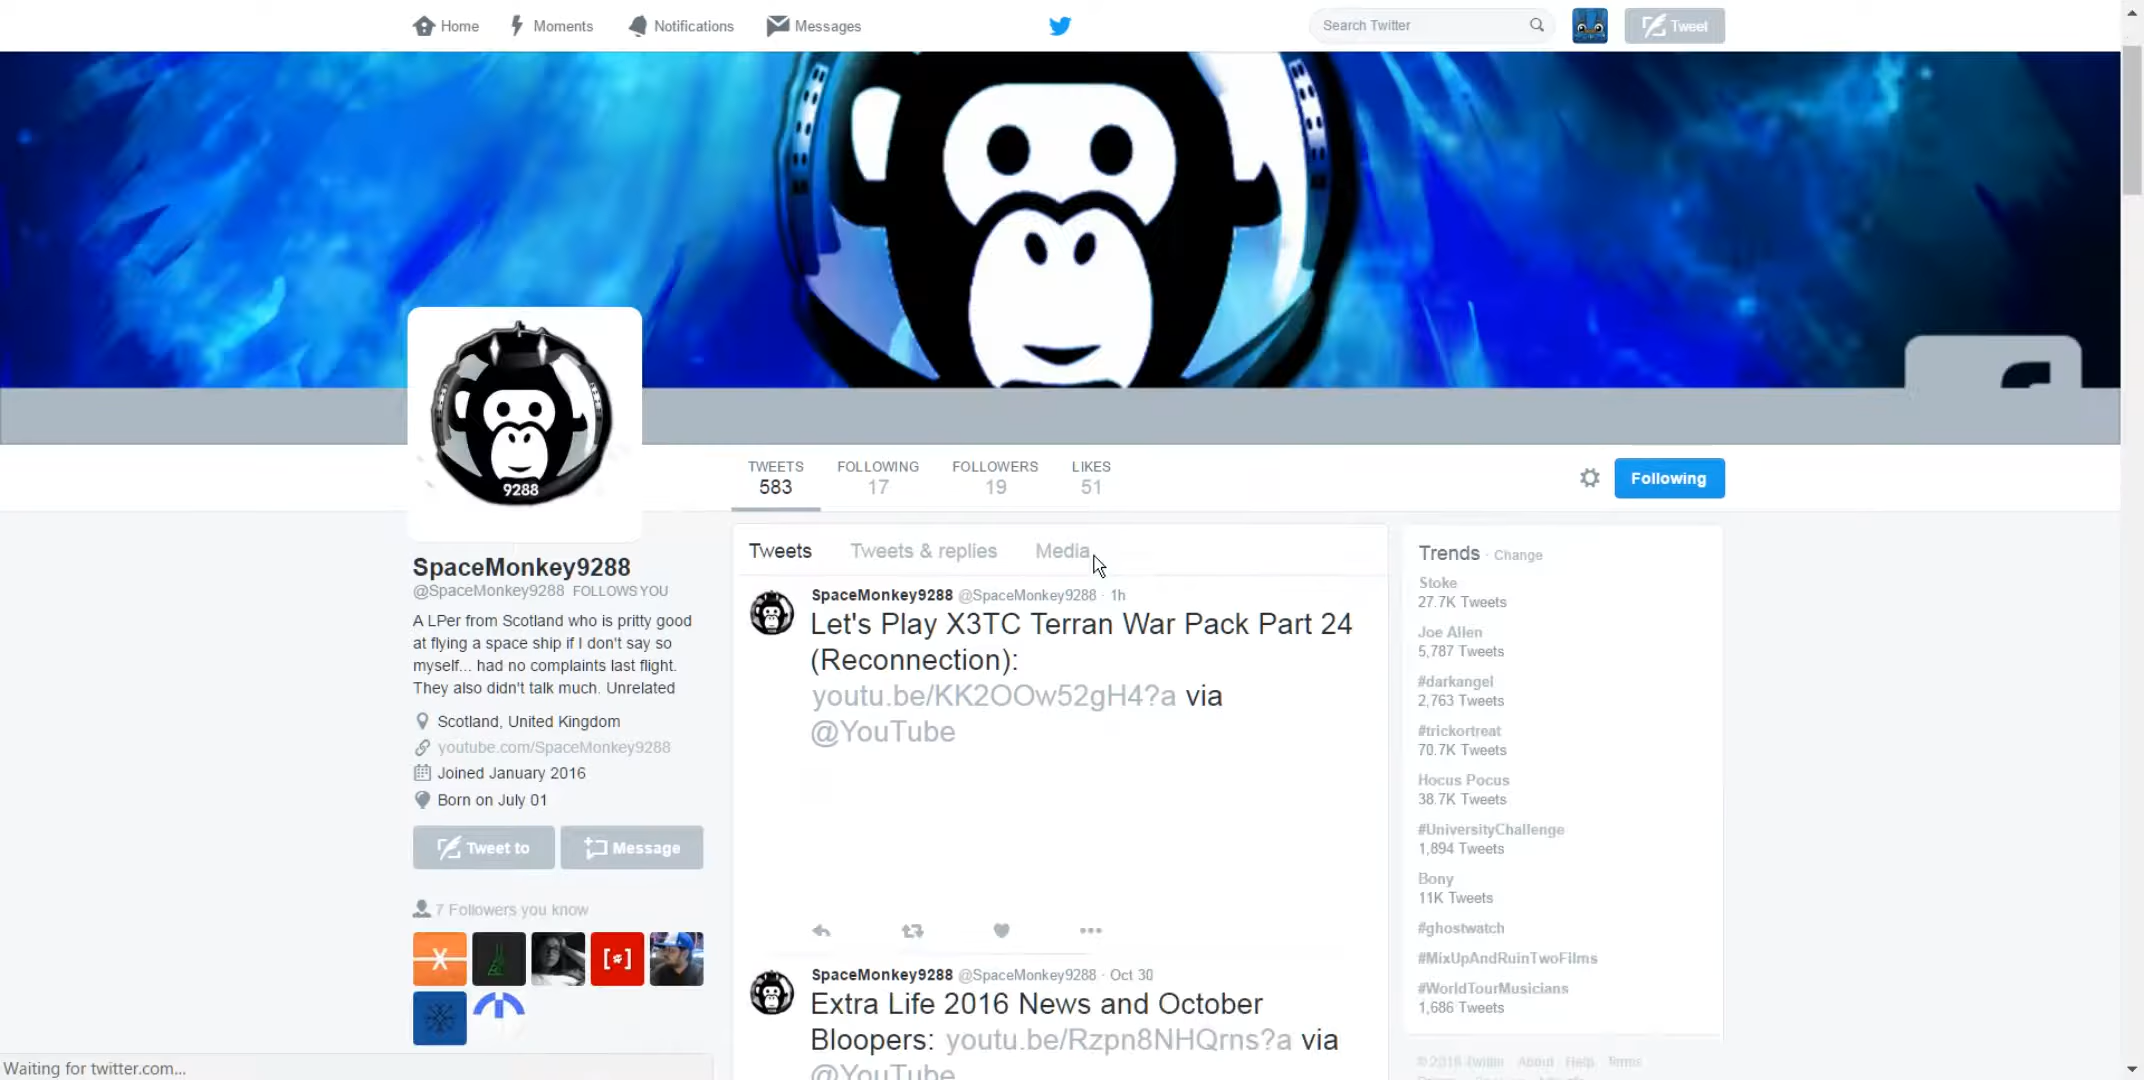 Home Moments Notifications Messages Search Twitter Tweet
9288
TWEETS FOLLOWING FOLLOWERS LIKES
583 17 19 51
Following
SpaceMonkey9288
@SpaceMonkey9288 FOLLOWS YOU
A LPer from Scotland who is pritty good
at flying a space ship if I don't say so
myself... had no complaints last flight.
They also didn't talk much. Unrelated
Scotland, United Kingdom
youtube.com/SpaceMonkey9288
Joined January 2016
Born on July 01
Tweet to Message
7 Followers you know
X
Tweets Tweets & replies Media
SpaceMonkey9288 @SpaceMonkey9288 · 1h
Let's Play X3TC Terran War Pack Part 24
(Reconnection):
youtu.be/KK2OOw52gH4?a via
@YouTube
SpaceMonkey9288 @SpaceMonkey9288 · Oct 30
Extra Life 2016 News and October
Bloopers: youtu.be/Rzpn8NHQrns?a via
@YouTube
Trends · Change
Stoke
27.7K Tweets
Joe Allen
5,787 Tweets
#darkangel
2,763 Tweets
#trickortreat
70.7K Tweets
Hocus Pocus
38.7K Tweets
#UniversityChallenge
1,894 Tweets
Bony
11K Tweets
#ghostwatch
#MixUpAndRuinTwoFilms
#WorldTourMusicians
1,686 Tweets
© 2016 Twitter About Help Terms
Waiting for twitter.com...